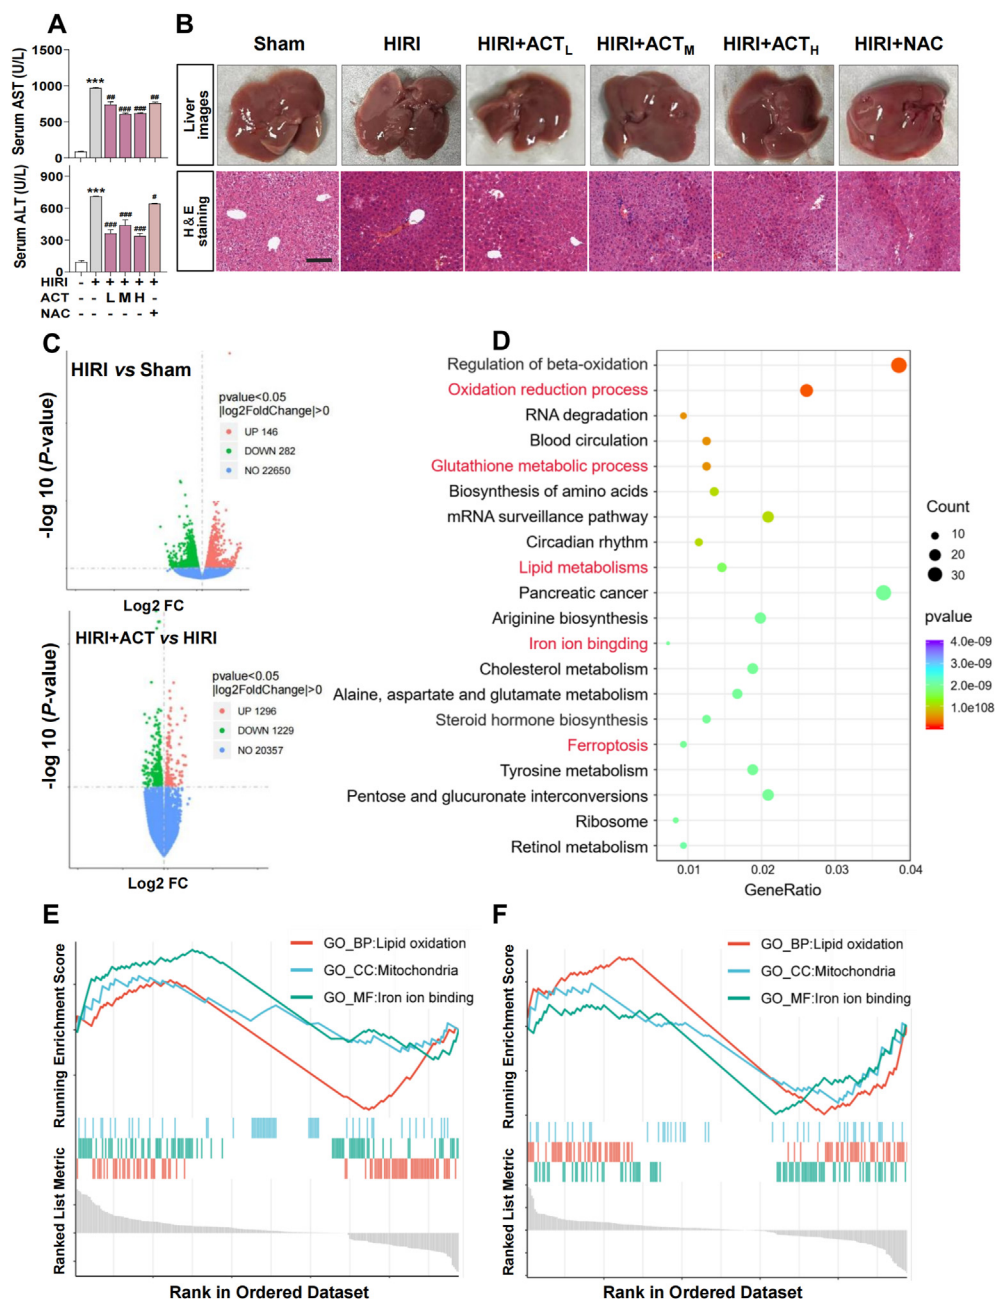 A
Serum AST (U/L)
1500
1000
500
0
***
##
###
###
##
Serum ALT (U/L)
900
600
300
0
***
###
###
###
#
HIRI - + + + + +
ACT - - L M H -
NAC - - - - - +
B
Sham HIRI HIRI+ACTL HIRI+ACTM HIRI+ACTH HIRI+NAC
Liver
images
H & E
staining
C
HIRI vs Sham
pvalue<0.05
|log2FoldChange|>0
UP 146
DOWN 282
NO 22650
-log 10 (P-value)
Log2 FC
HIRI+ACT vs HIRI
pvalue<0.05
|log2FoldChange|>0
UP 1296
DOWN 1229
NO 20357
-log 10 (P-value)
Log2 FC
D
Regulation of beta-oxidation
Oxidation reduction process
RNA degradation
Blood circulation
Glutathione metabolic process
Biosynthesis of amino acids
mRNA surveillance pathway
Circadian rhythm
Lipid metabolisms
Pancreatic cancer
Arginine biosynthesis
Iron ion bingding
Cholesterol metabolism
Alaine, aspartate and glutamate metabolism
Steroid hormone biosynthesis
Ferroptosis
Tyrosine metabolism
Pentose and glucuronate interconversions
Ribosome
Retinol metabolism
0.01 0.02 0.03 0.04
GeneRatio
Count
10
20
30
pvalue
4.0e-09
3.0e-09
2.0e-09
1.0e108
E
GO_BP:Lipid oxidation
GO_CC:Mitochondria
GO_MF:Iron ion binding
Running Enrichment Score
Ranked List Metric
Rank in Ordered Dataset
F
GO_BP:Lipid oxidation
GO_CC:Mitochondria
GO_MF:Iron ion binding
Running Enrichment Score
Ranked List Metric
Rank in Ordered Dataset